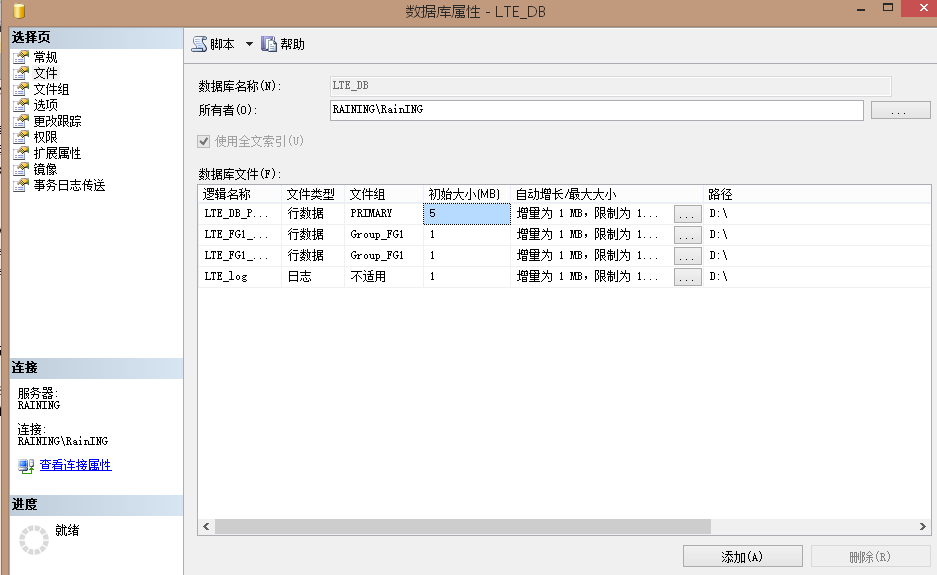 数据库属性 - LTE_DB
选择页
常规
文件
文件组
选项
更改跟踪
权限
扩展属性
镜像
事务日志传送
连接
服务器:
RAINING
连接:
RAINING\RainING
查看连接属性
进度
就绪
脚本 帮助
数据库名称(N): LTE_DB
所有者(O): RAINING\RainING ...
使用全文索引(U)
数据库文件(F):
逻辑名称 文件类型 文件组 初始大小(MB) 自动增长/最大大小 路径
LTE_DB_P... 行数据 PRIMARY 5 增量为 1 MB，限制为 1... ... D:\
LTE_FG1_... 行数据 Group_FG1 1 增量为 1 MB，限制为 1... ... D:\
LTE_FG1_... 行数据 Group_FG1 1 增量为 1 MB，限制为 1... ... D:\
LTE_log 日志 不适用 1 增量为 1 MB，限制为 1... ... D:\
添加(A) 删除(R)